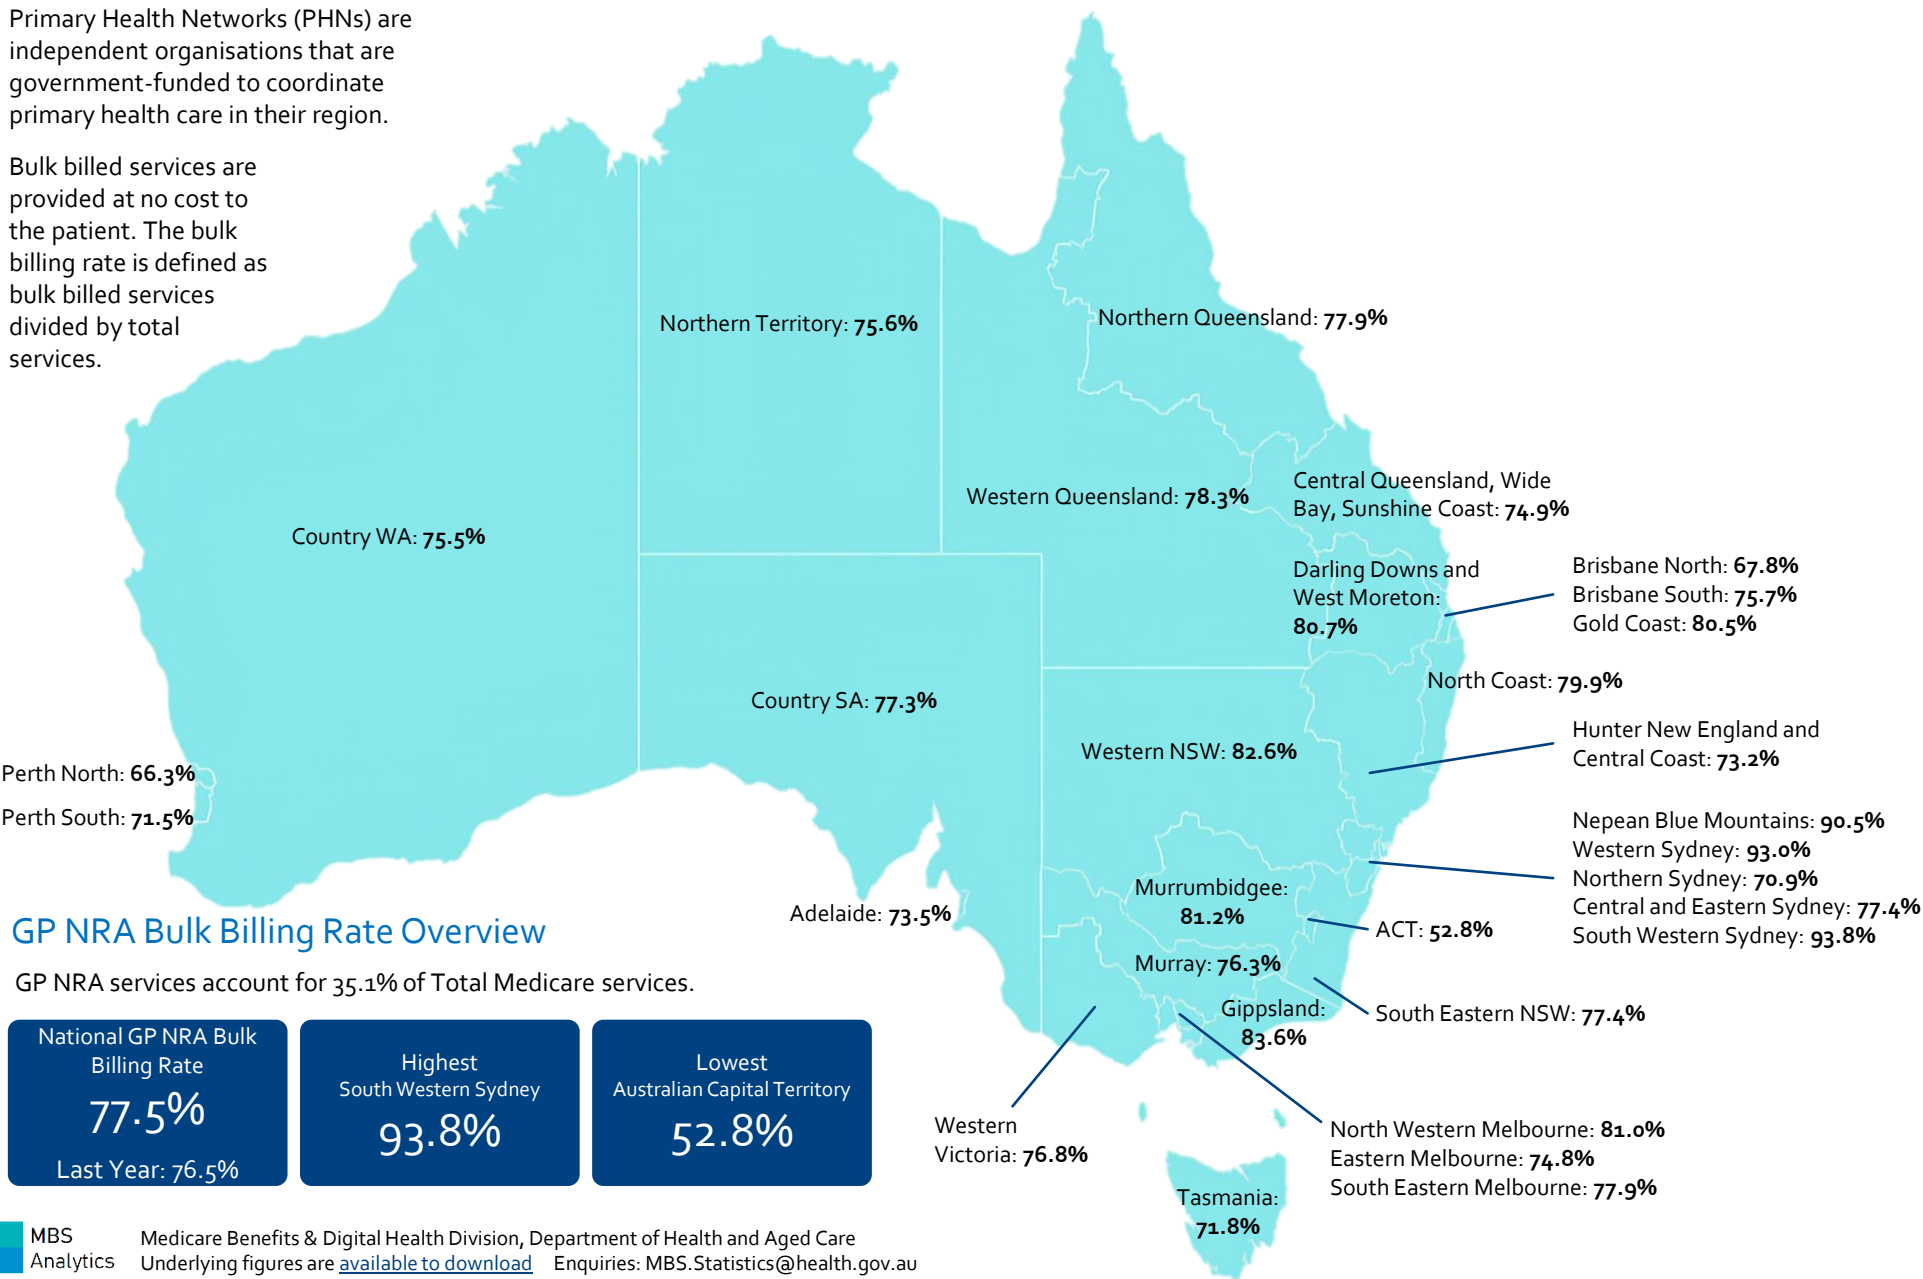 Primary Health Networks (PHNs) are
independent organisations that are
government-funded to coordinate
primary health care in their region.
Bulk billed services are
provided at no cost to
the patient. The bulk
billing rate is defined as
bulk billed services
divided by total
services.
Northern Territory: 75.6%
Northern Queensland: 77.9%
Western Queensland: 78.3%
Central Queensland, Wide
Bay, Sunshine Coast: 74.9%
Country WA: 75.5%
Darling Downs and
West Moreton:
80.7%
Brisbane North: 67.8%
Brisbane South: 75.7%
Gold Coast: 80.5%
North Coast: 79.9%
Country SA: 77.3%
Western NSW: 82.6%
Hunter New England and
Central Coast: 73.2%
Perth North: 66.3%
Perth South: 71.5%
Nepean Blue Mountains: 90.5%
Western Sydney: 93.0%
Northern Sydney: 70.9%
Central and Eastern Sydney: 77.4%
South Western Sydney: 93.8%
Murrumbidgee:
81.2%
Adelaide: 73.5%
ACT: 52.8%
Murray: 76.3%
Gippsland:
83.6%
South Eastern NSW: 77.4%
Western
Victoria: 76.8%
North Western Melbourne: 81.0%
Eastern Melbourne: 74.8%
South Eastern Melbourne: 77.9%
Tasmania:
71.8%
GP NRA Bulk Billing Rate Overview
GP NRA services account for 35.1% of Total Medicare services.
National GP NRA Bulk
Billing Rate
77.5%
Last Year: 76.5%
Highest
South Western Sydney
93.8%
Lowest
Australian Capital Territory
52.8%
MBS
Analytics
Medicare Benefits & Digital Health Division, Department of Health and Aged Care
Underlying figures are available to download Enquiries: MBS.Statistics@health.gov.au